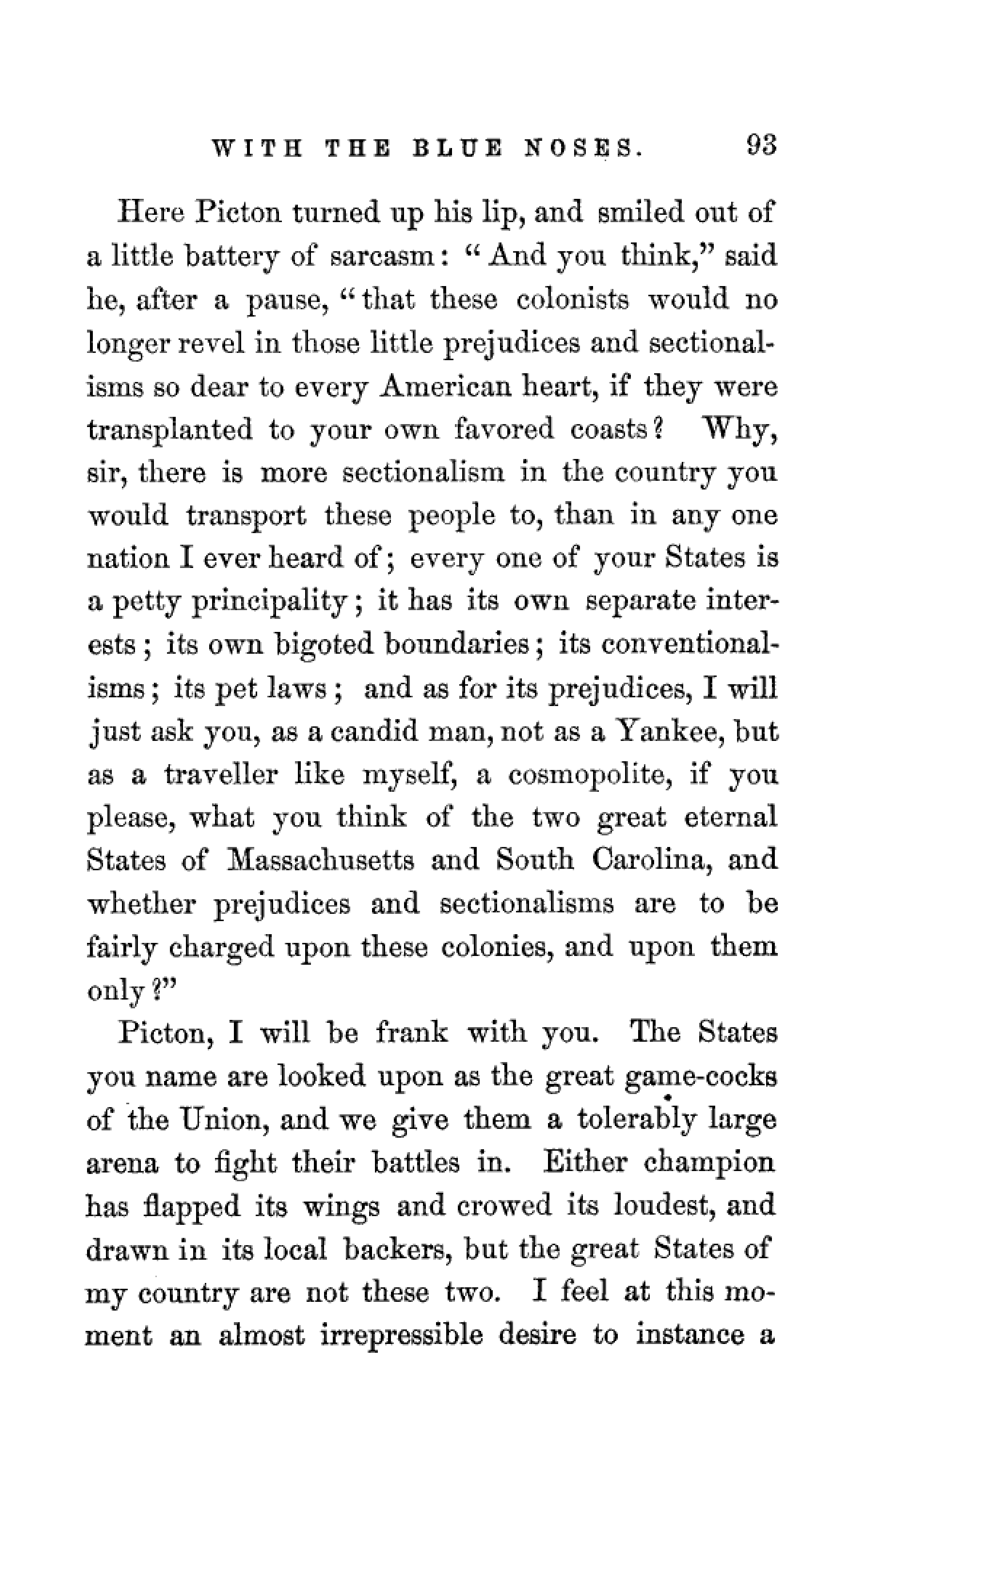 WITH THE BLUE NOSES. 93
Here Picton turned up his lip, and smiled out of
a little battery of sarcasm: “And you think,” said
he, after a pause, “that these colonists would no
longer revel in those little prejudices and sectional-
isms so dear to every American heart, if they were
transplanted to your own favored coasts? Why,
sir, there is more sectionalism in the country you
would transport these people to, than in any one
nation I ever heard of; every one of your States is
a petty principality; it has its own separate inter-
ests; its own bigoted boundaries; its conventional-
isms; its pet laws; and as for its prejudices, I will
just ask you, as a candid man, not as a Yankee, but
as a traveller like myself, a cosmopolite, if you
please, what you think of the two great eternal
States of Massachusetts and South Carolina, and
whether prejudices and sectionalisms are to be
fairly charged upon these colonies, and upon them
only?”
Picton, I will be frank with you. The States
you name are looked upon as the great game-cocks
of the Union, and we give them a tolerably large
arena to fight their battles in. Either champion
has flapped its wings and crowed its loudest, and
drawn in its local backers, but the great States of
my country are not these two. I feel at this mo-
ment an almost irrepressible desire to instance a